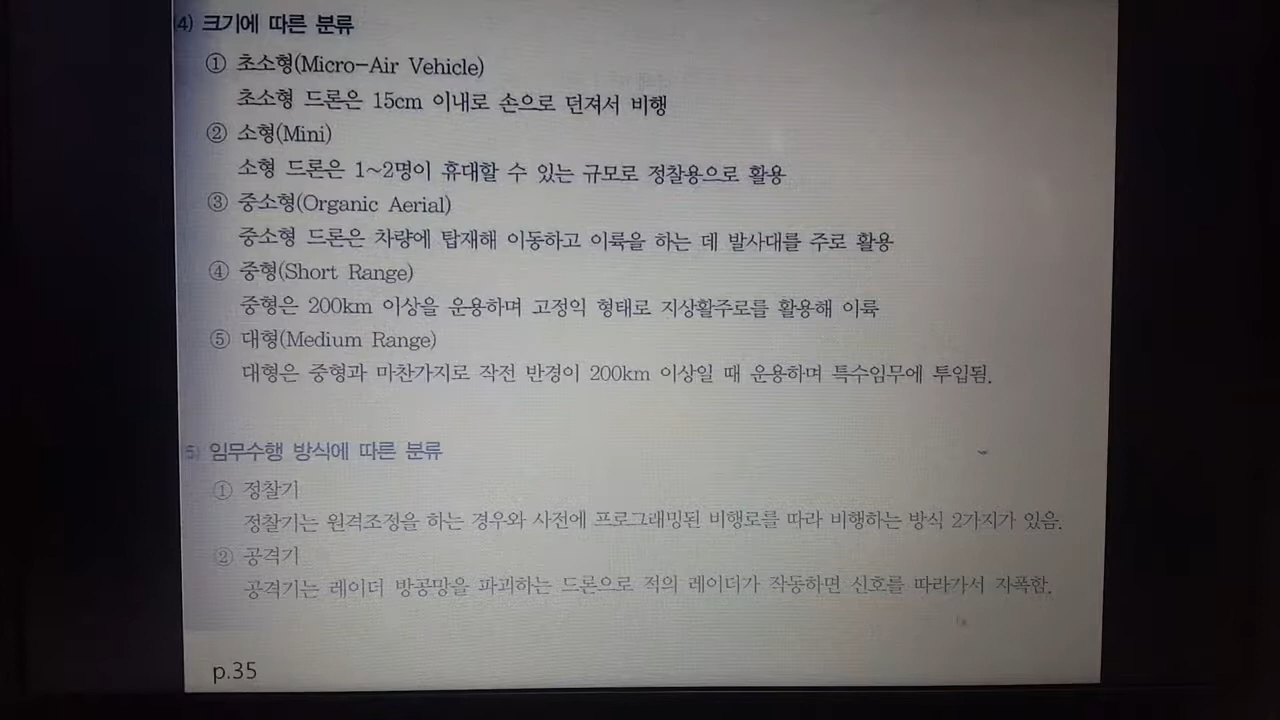 4) 크기에 따른 분류
① 초소형(Micro-Air Vehicle)
초소형 드론은 15cm 이내로 손으로 던져서 비행
② 소형(Mini)
소형 드론은 1~2명이 휴대할 수 있는 규모로 정찰용으로 활용
③ 중소형(Organic Aerial)
중소형 드론은 차량에 탑재해 이동하고 이륙을 하는 데 발사대를 주로 활용
④ 중형(Short Range)
중형은 200km 이상을 운용하며 고정익 형태로 지상활주로를 활용해 이륙
⑤ 대형(Medium Range)
대형은 중형과 마찬가지로 작전 반경이 200km 이상일 때 운용하며 특수임무에 투입됨.
5) 임무수행 방식에 따른 분류
① 정찰기
정찰기는 원격조정을 하는 경우와 사전에 프로그래밍된 비행로를 따라 비행하는 방식 2가지가 있음.
② 공격기
공격기는 레이더 방공망을 파괴하는 드론으로 적의 레이더가 작동하면 신호를 따라가서 자폭함.
p.35